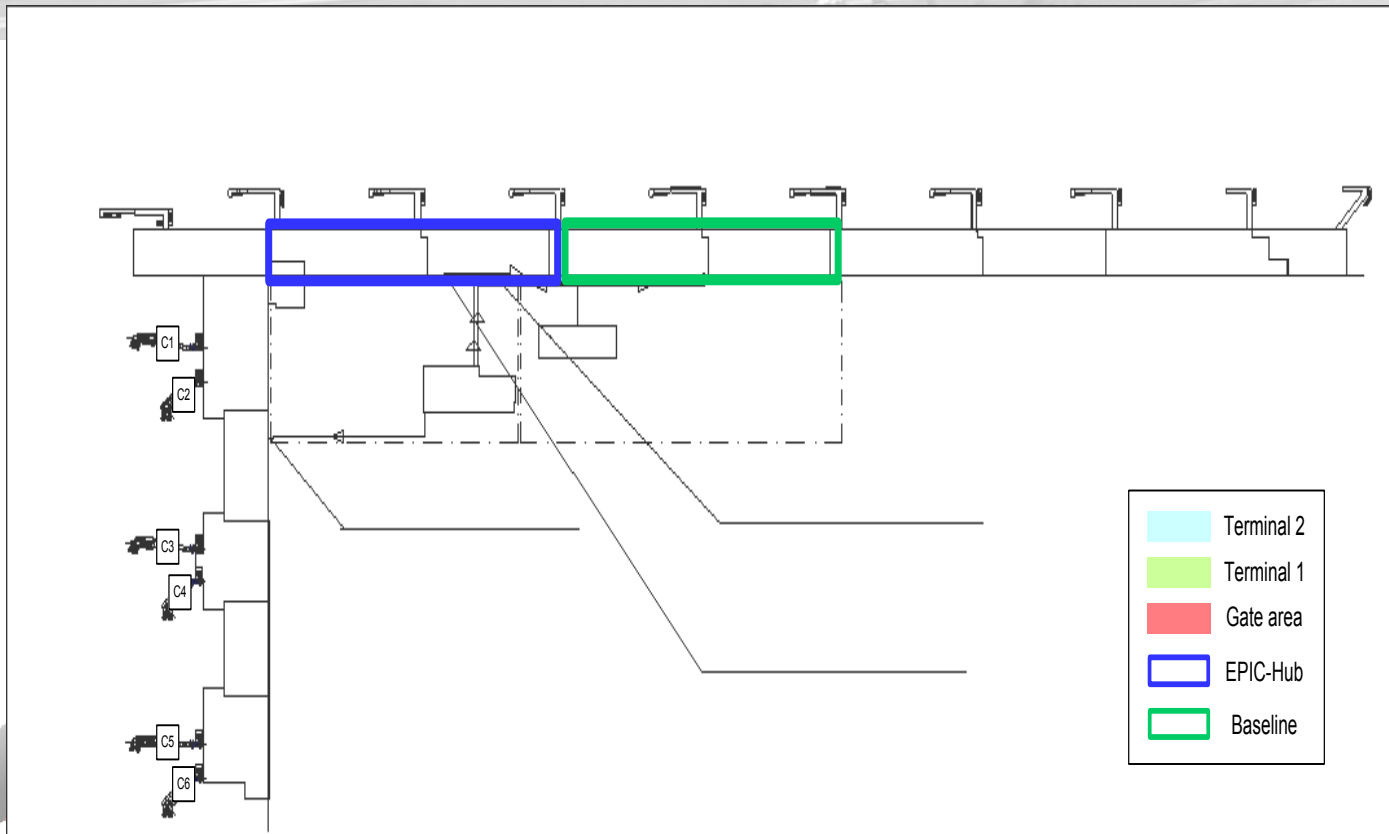 C1
C2
C3
C4
C5
C6
Terminal 2
Terminal 1
Gate area
EPIC-Hub
Baseline